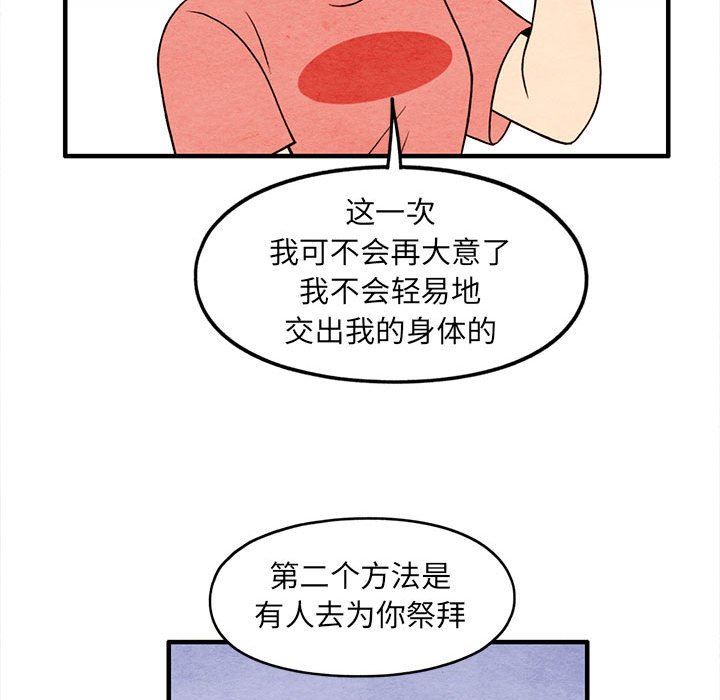 这一次
我可不会再大意了
我不会轻易地
交出我的身体的
第二个方法是
有人去为你祭拜